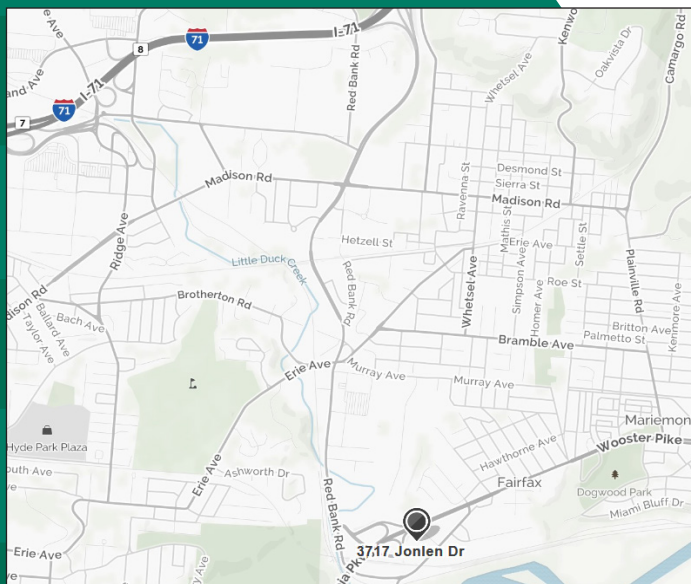 I-71
Kenwo
Camargo Rd
71
8
Oakvista Dr
Red Bank Rd
Whetsel Ave
and Ave
I-71
71
7
Desmond St
Sierra St
Ravenna St
Madison Rd
Madison Rd
Mathis St
Hetzell St
Erie Ave
Settle St
Ridge Ave
Little Duck Creek
Plainville Rd
Red Bank Rd
Whetsel Ave
Simpson Ave
Roe St
Homer Ave
Kenmore Ave
dison Rd
Brotherton Rd
Bach Ave
Ballard Ave
Taylor Ave
Britton Ave
Palmetto St
Bramble Ave
Erie Ave
Murray Ave
Murray Ave
Mariemon
Hyde Park Plaza
Wooster Pike
Hawthorne Ave
outh Ave
Ashworth Dr
Erie Ave
Red Bank Rd
Fairfax
Dogwood Park
Miami Bluff Dr
3717 Jonlen Dr
Erie Ave
y Ave
ia Pk